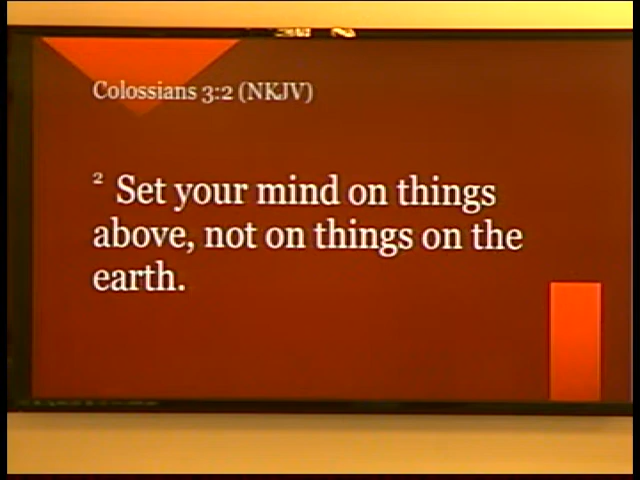 Colossians 3:2 (NKJV)
2 Set your mind on things
above, not on things on the
earth.